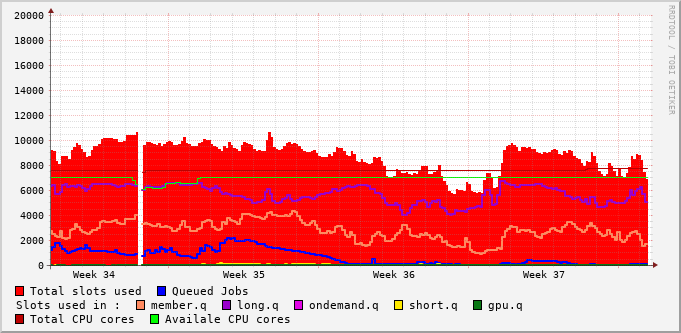 20000
18000
16000
14000
12000
10000
8000
6000
4000
2000
0
Week 34 Week 35 Week 36 Week 37
RRDTOOL / TOBI OETIKER
Total slots used Queued Jobs
Slots used in : member.q long.q ondemand.q short.q gpu.q
Total CPU cores Availale CPU cores